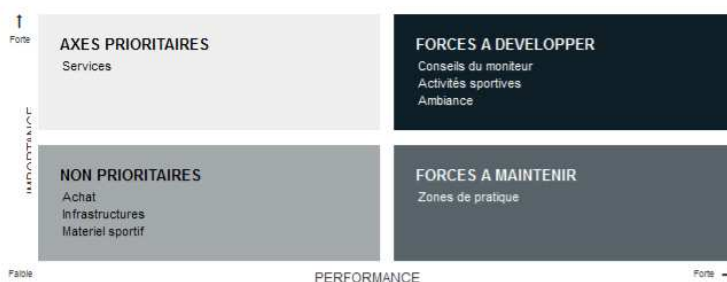 Forte
AXES PRIORITAIRES
Services
FORCES A DEVELOPPER
Conseils du moniteur
Activités sportives
Ambiance
IMPORTANCE
NON PRIORITAIRES
Achat
Infrastructures
Materiel sportif
FORCES A MAINTENIR
Zones de pratique
Faible
PERFORMANCE
Forte